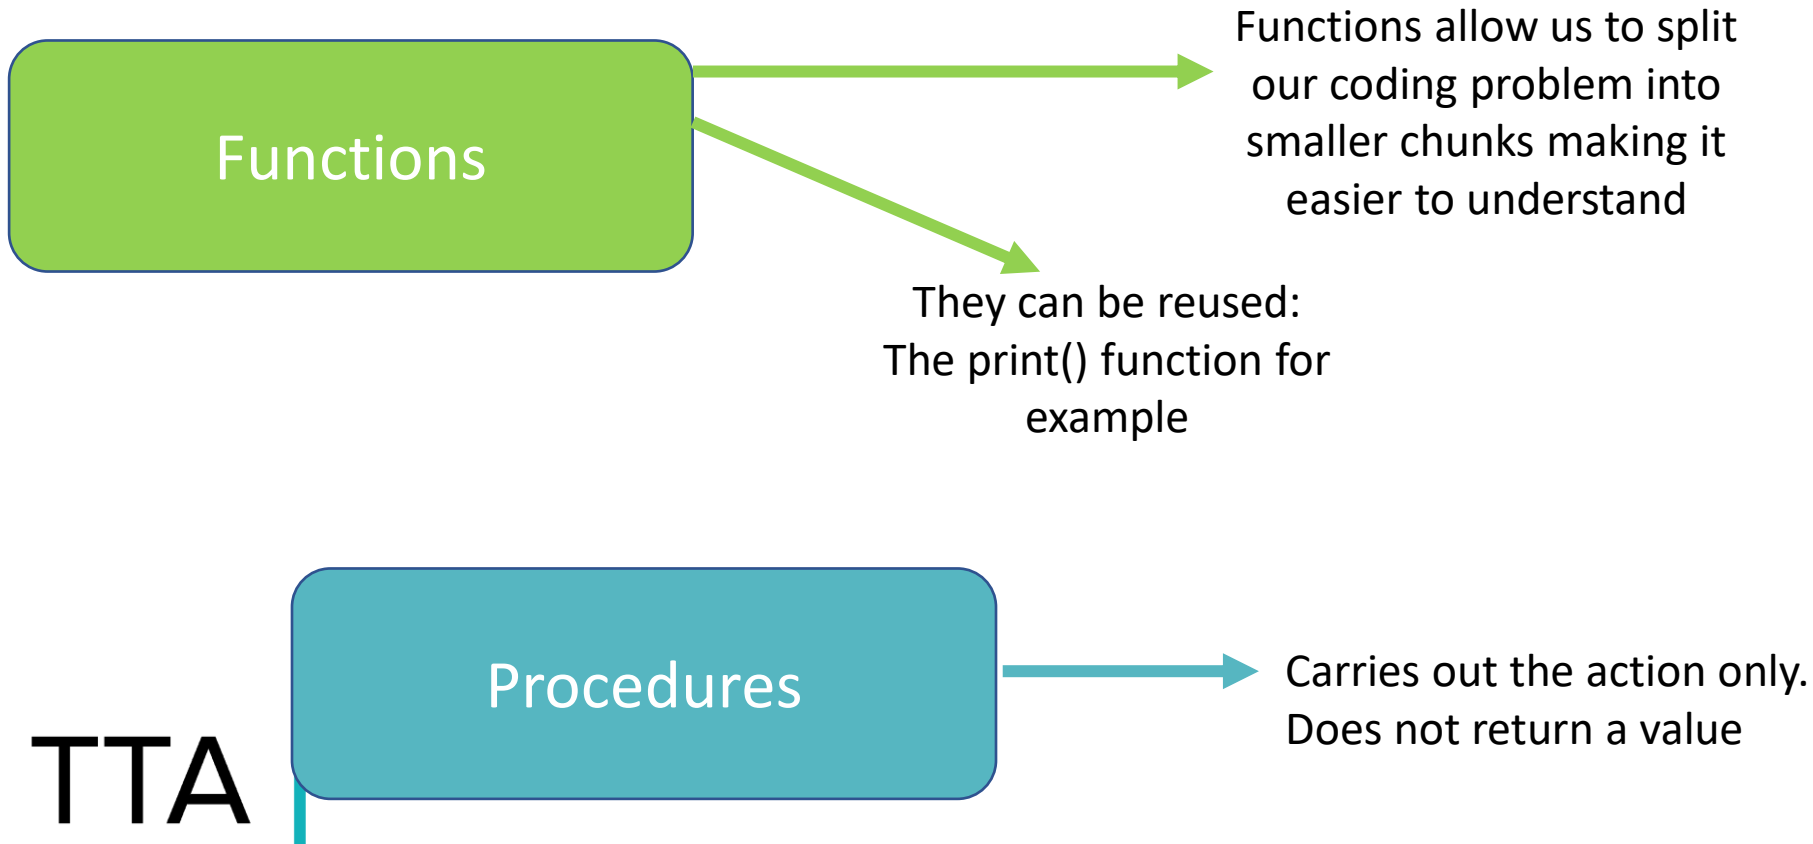 Functions
Functions allow us to split
our coding problem into
smaller chunks making it
easier to understand
They can be reused:
The print() function for
example
Procedures
Carries out the action only.
Does not return a value
TTA